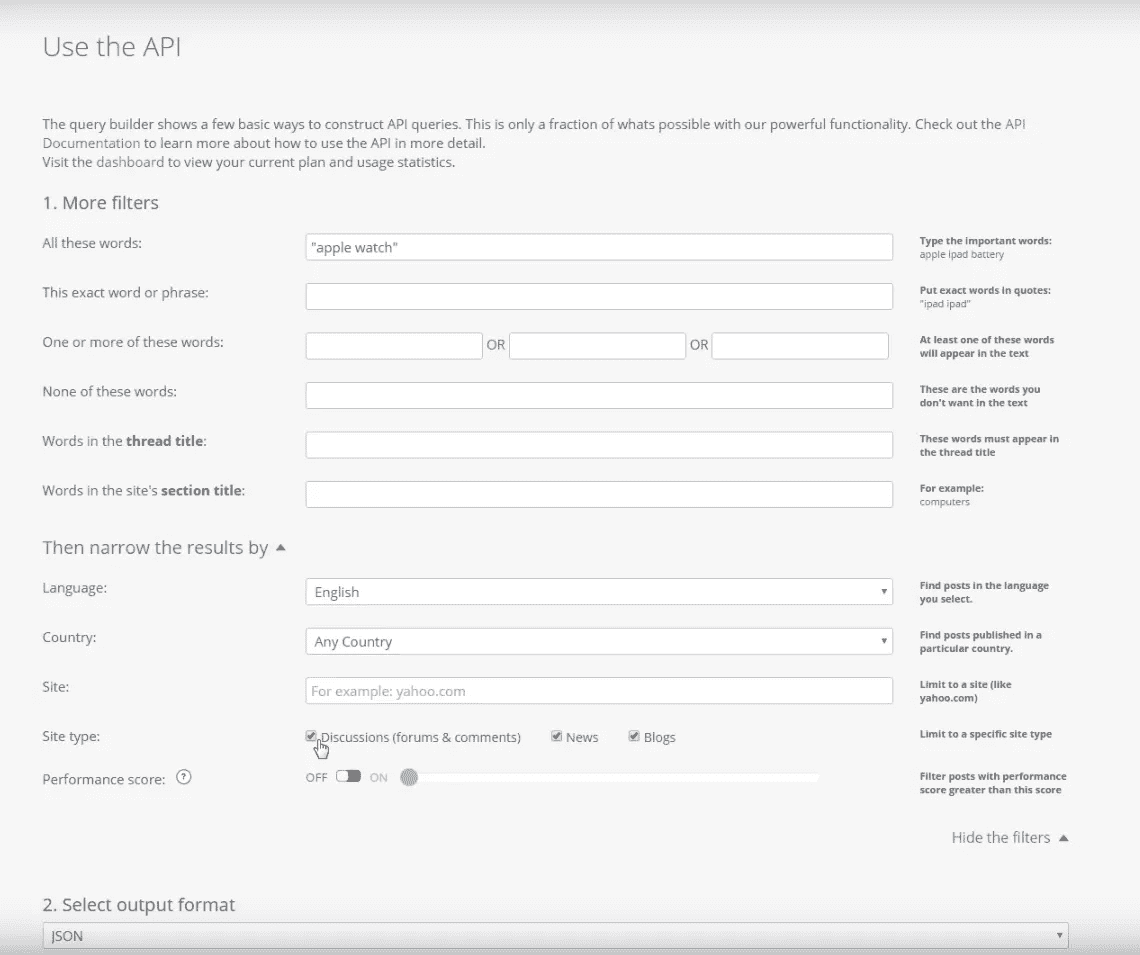 Use the API
The query builder shows a few basic ways to construct API queries. This is only a fraction of whats possible with our powerful functionality. Check out the API
Documentation to learn more about how to use the API in more detail.
Visit the dashboard to view your current plan and usage statistics.
1. More filters
All these words:
"apple watch"
Type the important words:
apple ipad battery
This exact word or phrase:
Put exact words in quotes:
"ipad ipad"
One or more of these words:
OR OR
At least one of these words
will appear in the text
None of these words:
These are the words you
don't want in the text
Words in the thread title:
These words must appear in
the thread title
Words in the site's section title:
For example:
computers
Then narrow the results by
Language:
English
Find posts in the language
you select.
Country:
Any Country
Find posts published in a
particular country.
Site:
For example: yahoo.com
Limit to a site (like
yahoo.com)
Site type:
Discussions (forums & comments) News Blogs
Limit to a specific site type
Performance score: ?
OFF ON
Filter posts with performance
score greater than this score
Hide the filters
2. Select output format
JSON